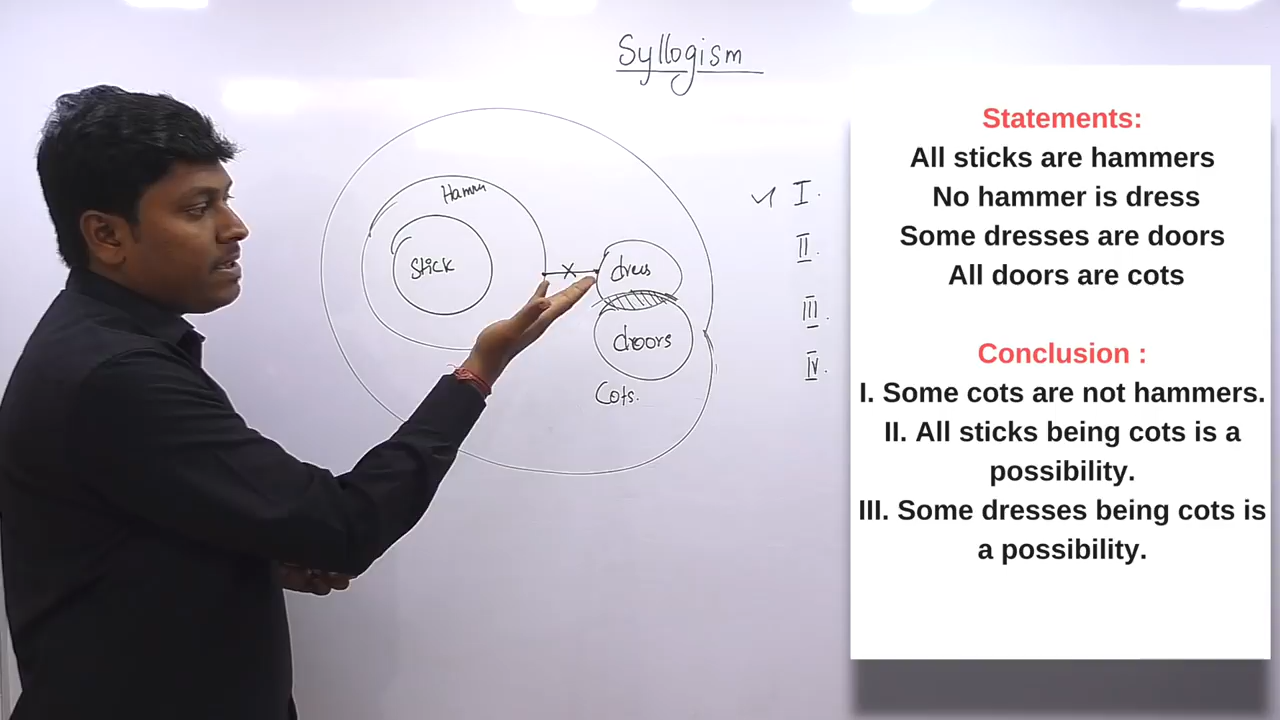 Syllogism
Hamm
Stick
dress
doors
Cots.
I.
II.
III.
IV.
Statements:
All sticks are hammers
No hammer is dress
Some dresses are doors
All doors are cots
Conclusion :
I. Some cots are not hammers.
II. All sticks being cots is a
possibility.
III. Some dresses being cots is
a possibility.